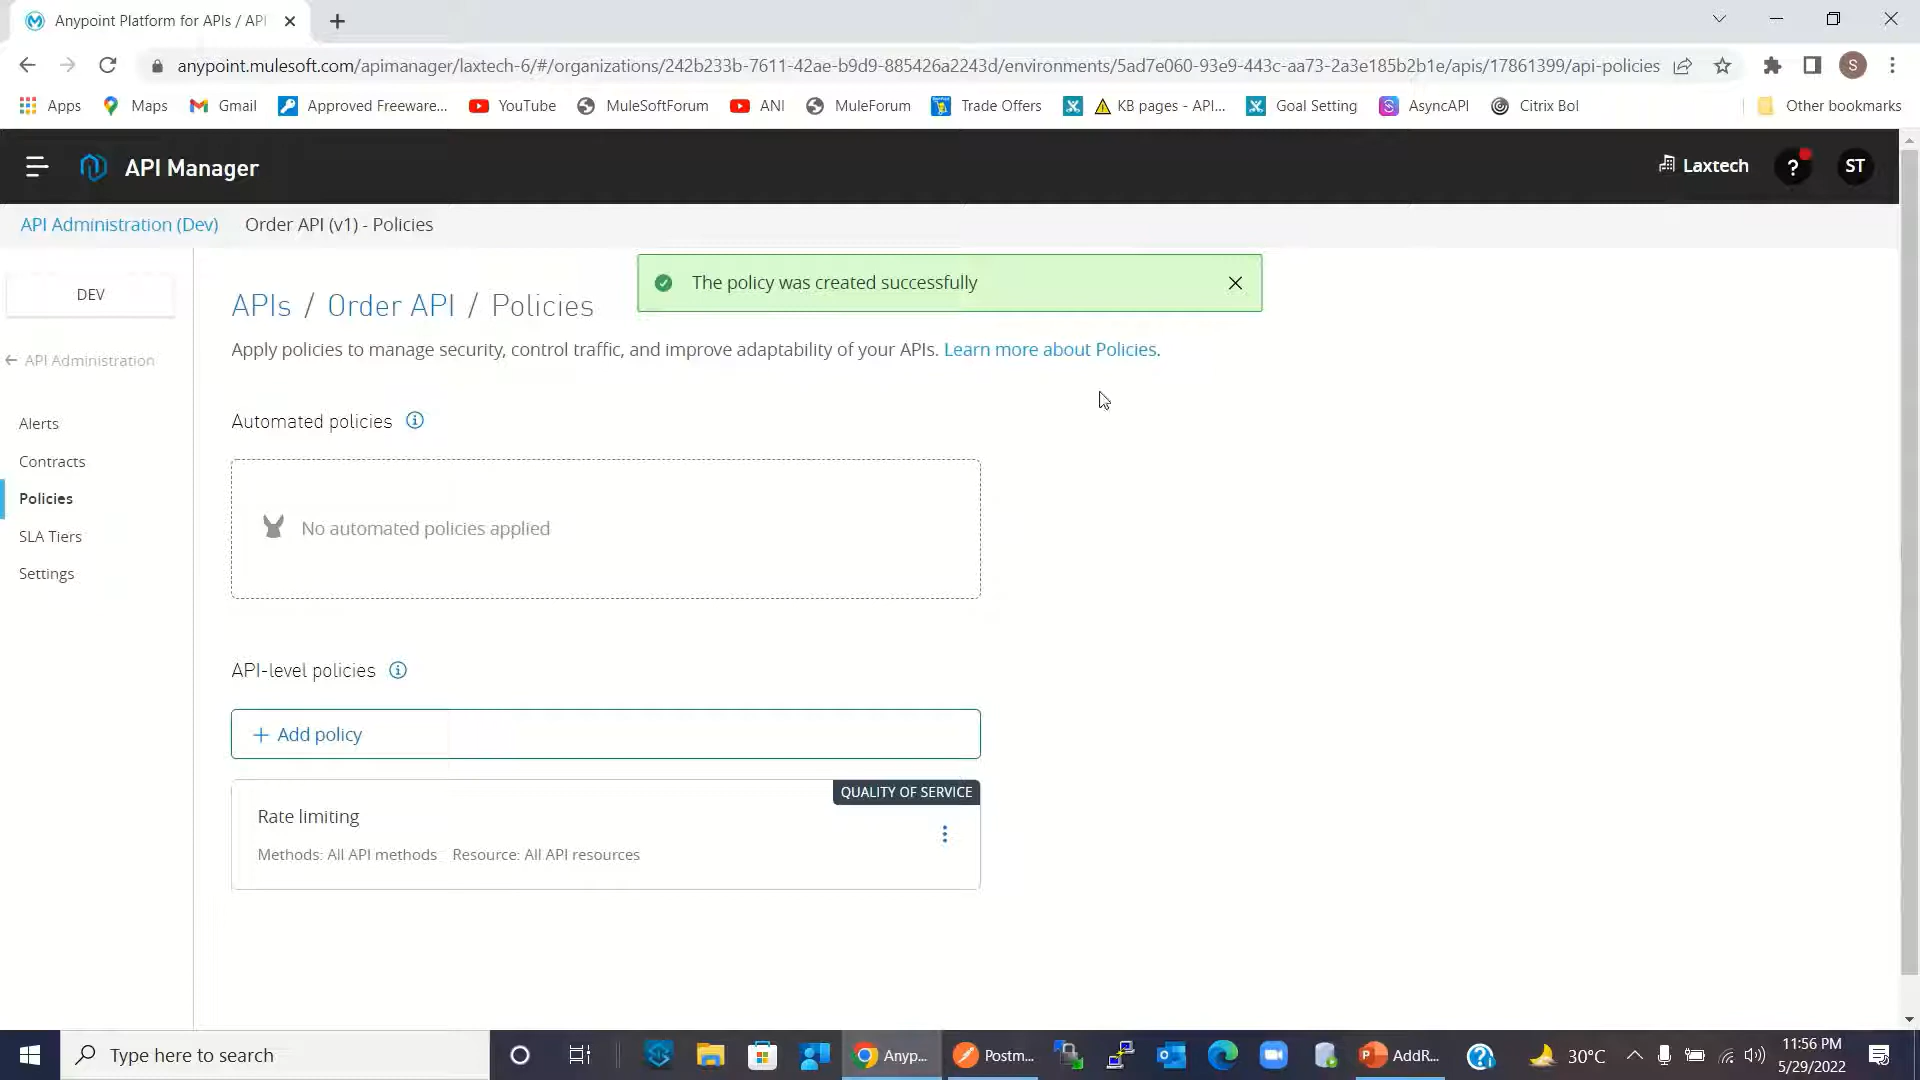 Anypoint Platform for APIs / API
anypoint.mulesoft.com/apimanager/laxtech-6/#/organizations/242b233b-7611-42ae-b9d9-885426a2243d/environments/5ad7e060-93e9-443c-aa73-2a3e185b2b1e/apis/17861399/api-policies
S
Apps Maps Gmail Approved Freeware... YouTube MuleSoftForum ANI MuleForum Trade Offers KB pages - API... Goal Setting AsyncAPI Citrix Bol Other bookmarks
API Manager Laxtech ? ST
API Administration (Dev) Order API (v1) - Policies
The policy was created successfully
DEV
APIs / Order API / Policies
Apply policies to manage security, control traffic, and improve adaptability of your APIs. Learn more about Policies.
API Administration
Alerts
Contracts
Policies
SLA Tiers
Settings
Automated policies
No automated policies applied
API-level policies
+ Add policy
QUALITY OF SERVICE
Rate limiting
Methods: All API methods Resource: All API resources
Type here to search
Anyp...
Postm...
AddR...
30°C
11:56 PM
5/29/2022